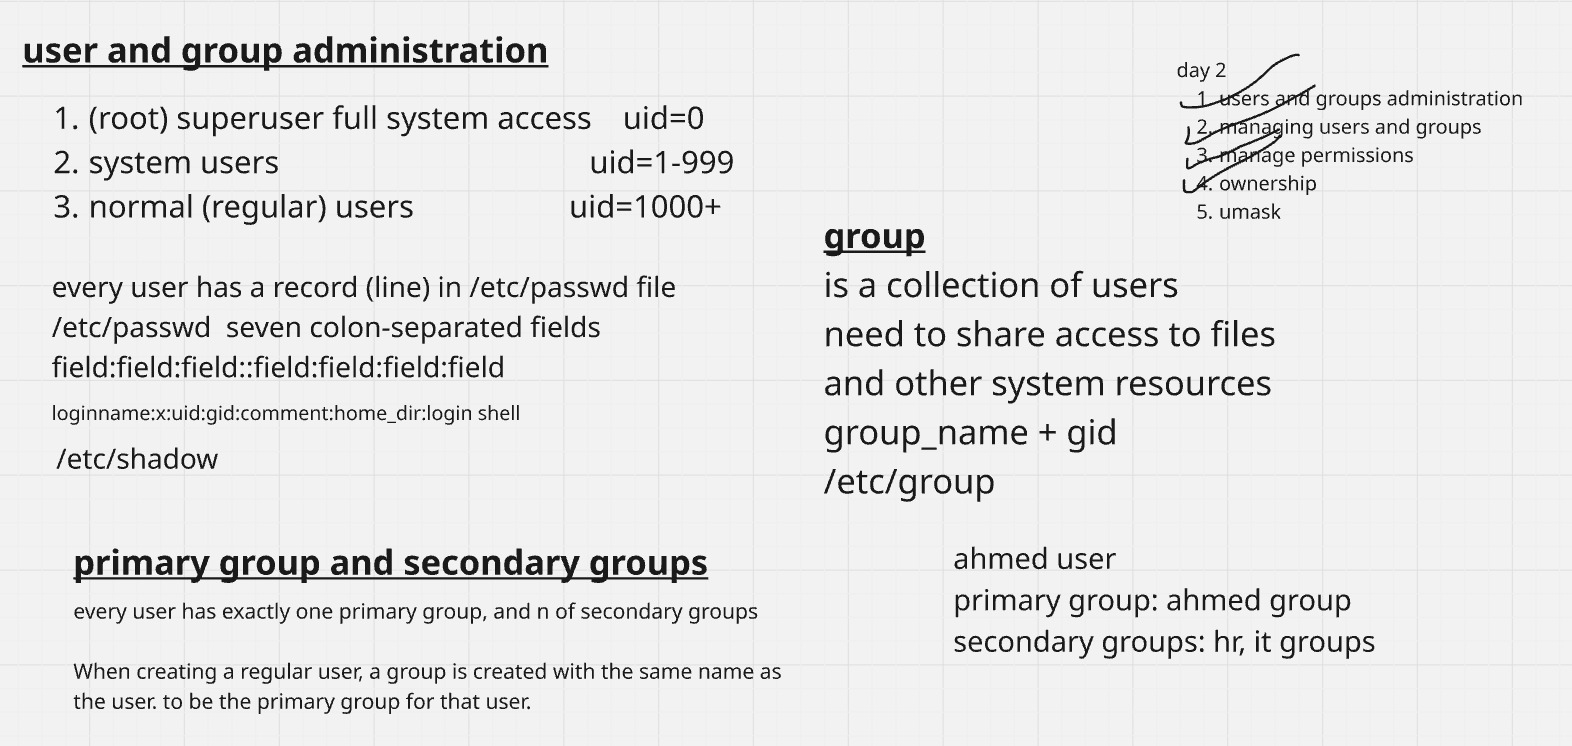 user and group administration
1. (root) superuser full system access uid=0
2. system users uid=1-999
3. normal (regular) users uid=1000+
every user has a record (line) in /etc/passwd file
/etc/passwd seven colon-separated fields
field:field:field::field:field:field:field
loginname:x:uid:gid:comment:home_dir:login shell
/etc/shadow
day 2
1. users and groups administration
2. managing users and groups
3. manage permissions
4. ownership
5. umask
group
is a collection of users
need to share access to files
and other system resources
group_name + gid
/etc/group
primary group and secondary groups
every user has exactly one primary group, and n of secondary groups
When creating a regular user, a group is created with the same name as
the user. to be the primary group for that user.
ahmed user
primary group: ahmed group
secondary groups: hr, it groups